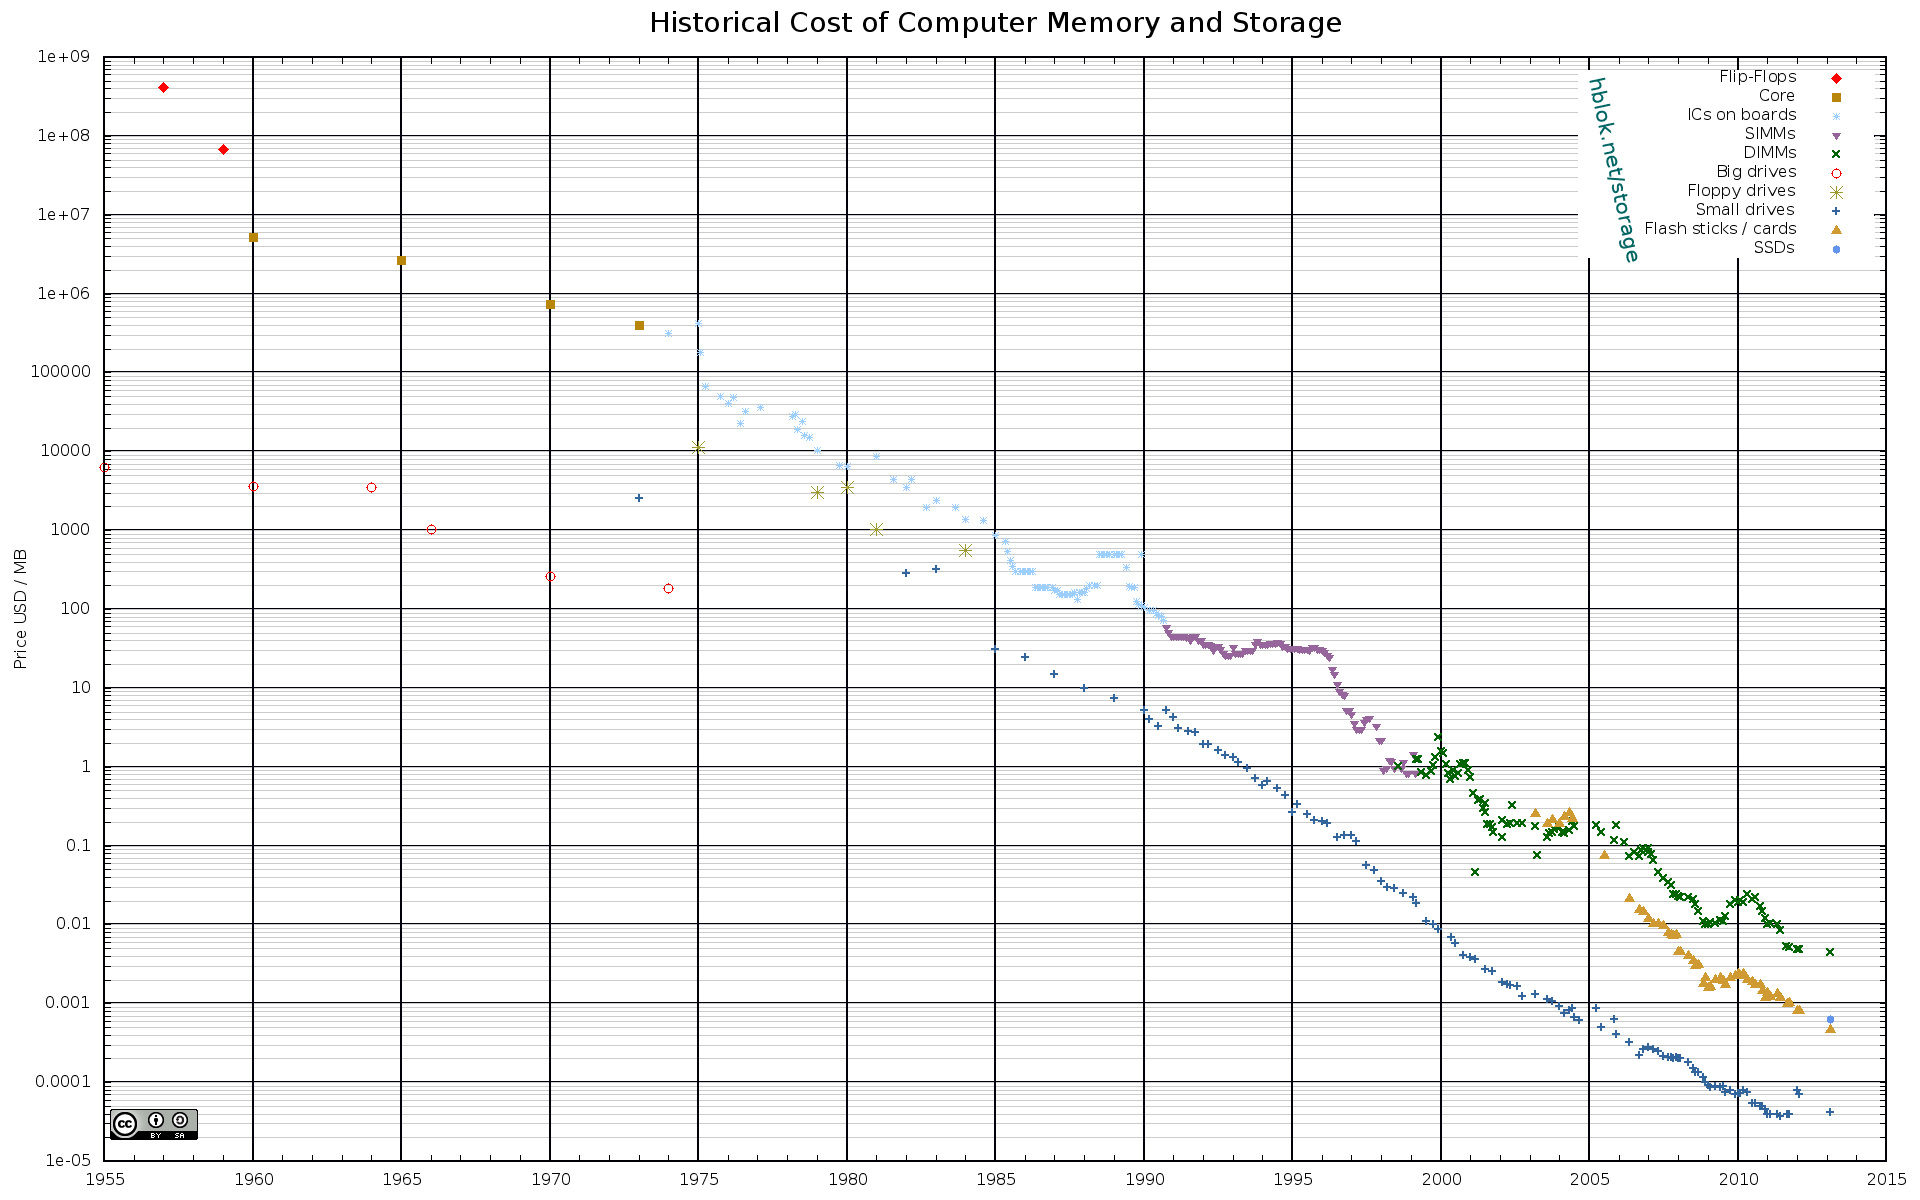 Historical Cost of Computer Memory and Storage
1e+09
1e+08
1e+07
1e+06
100000
10000
1000
100
10
1
0.1
0.01
0.001
0.0001
1e-05
Price USD / MB
Flip-Flops
Core
ICs on boards
SIMMs
DIMMs
Big drives
Floppy drives
Small drives
Flash sticks / cards
SSDs
hblok.net/storage
cc
BY SA
1955 1960 1965 1970 1975 1980 1985 1990 1995 2000 2005 2010 2015